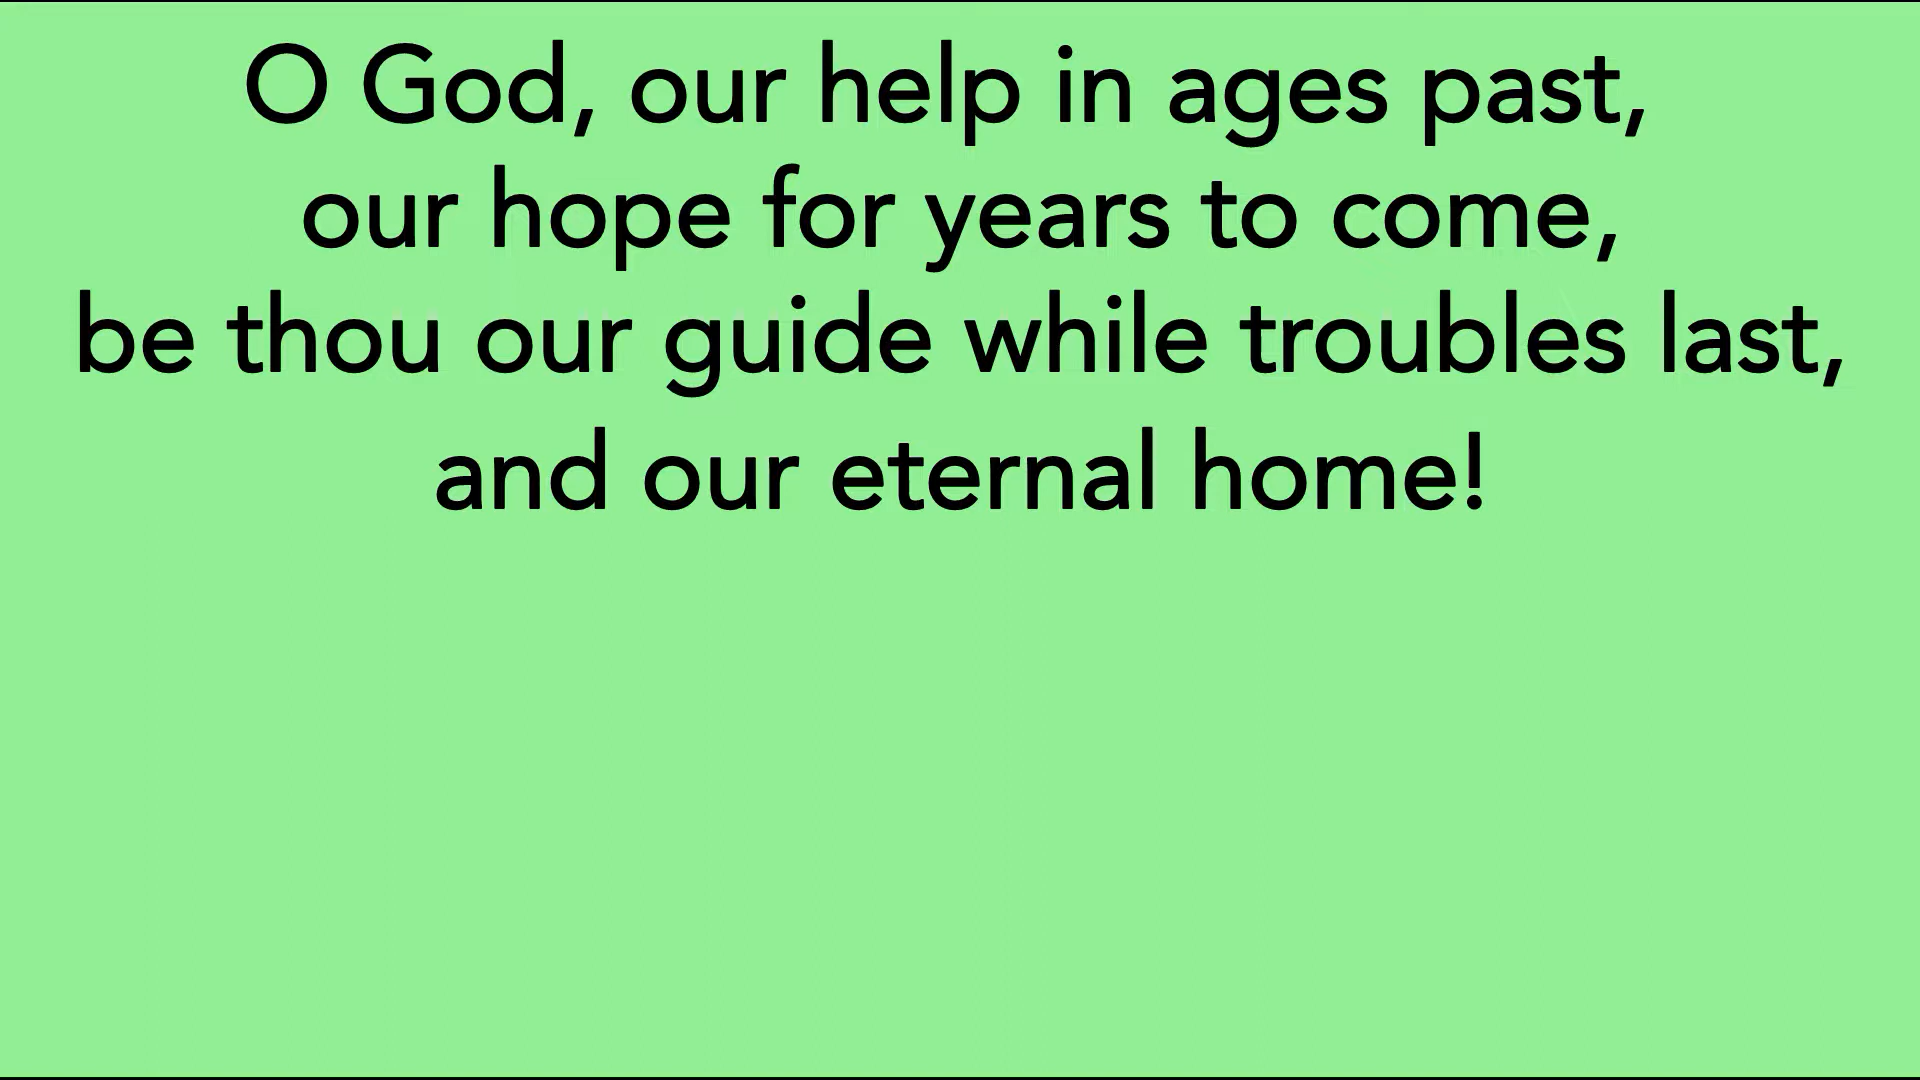 O God, our help in ages past,
our hope for years to come,
be thou our guide while troubles last,
and our eternal home!